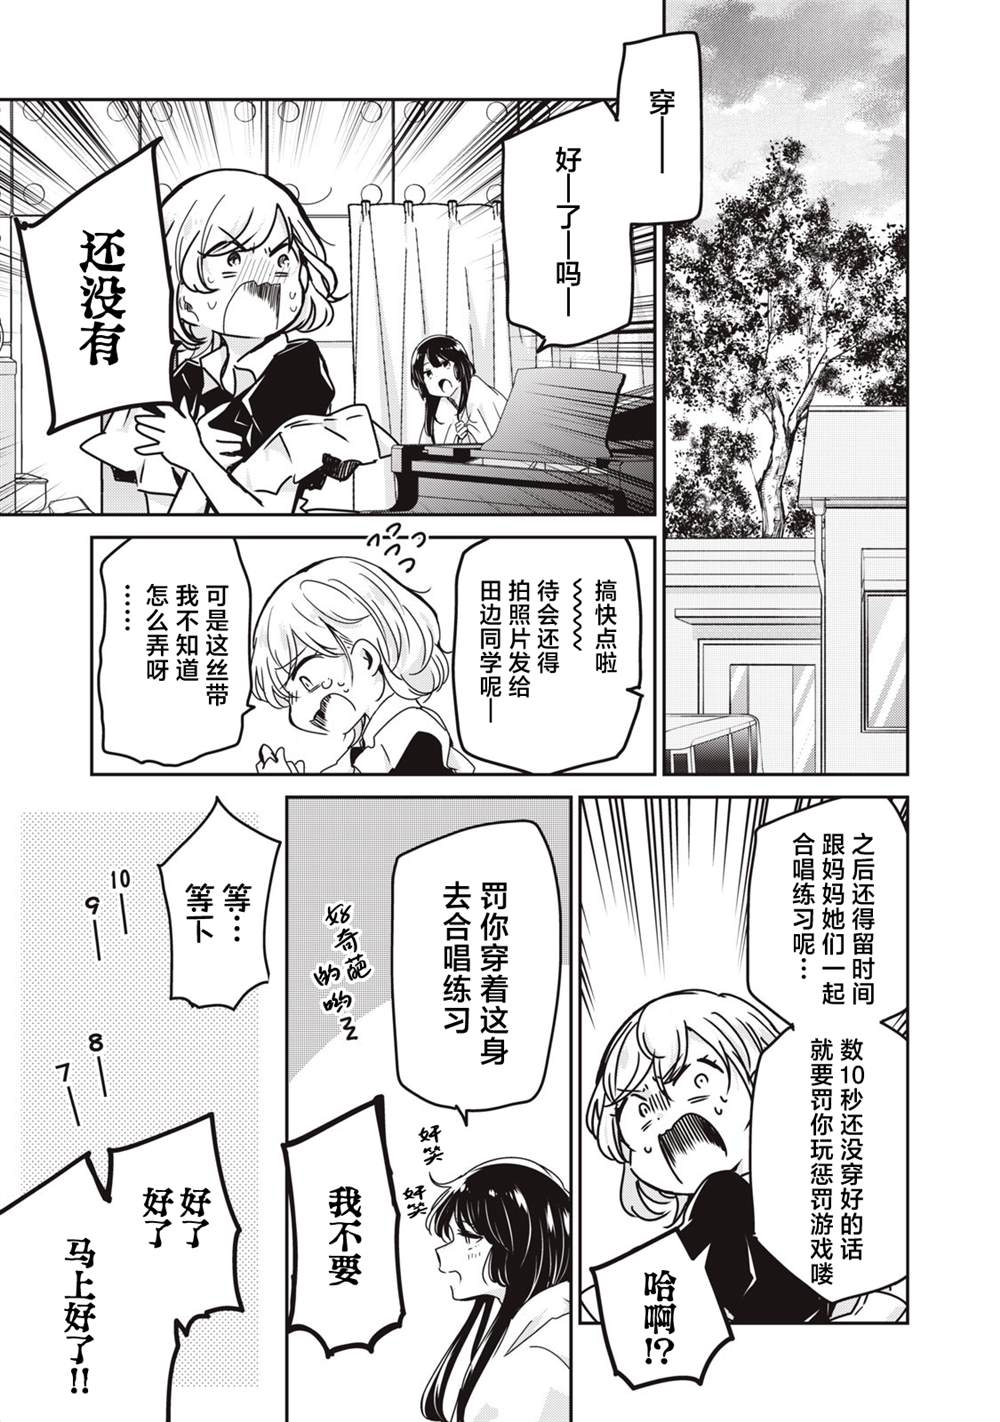 穿——
好—了—吗—
还没有
搞快点啦
待会还得
拍照片发给
田边同学呢—
可是这丝带
我不知道
怎么弄呀
……
之后还得留时间
跟妈妈她们一起
合唱练习呢…
数10秒还没穿好的话
就要罚你玩惩罚游戏喽
哈啊!?
罚你穿着这身
去合唱练习
好奇葩
的哟~
奸笑
奸笑
我不要
等…
等下
10—
9—
8—
7—
好了
好了
马上好了!!